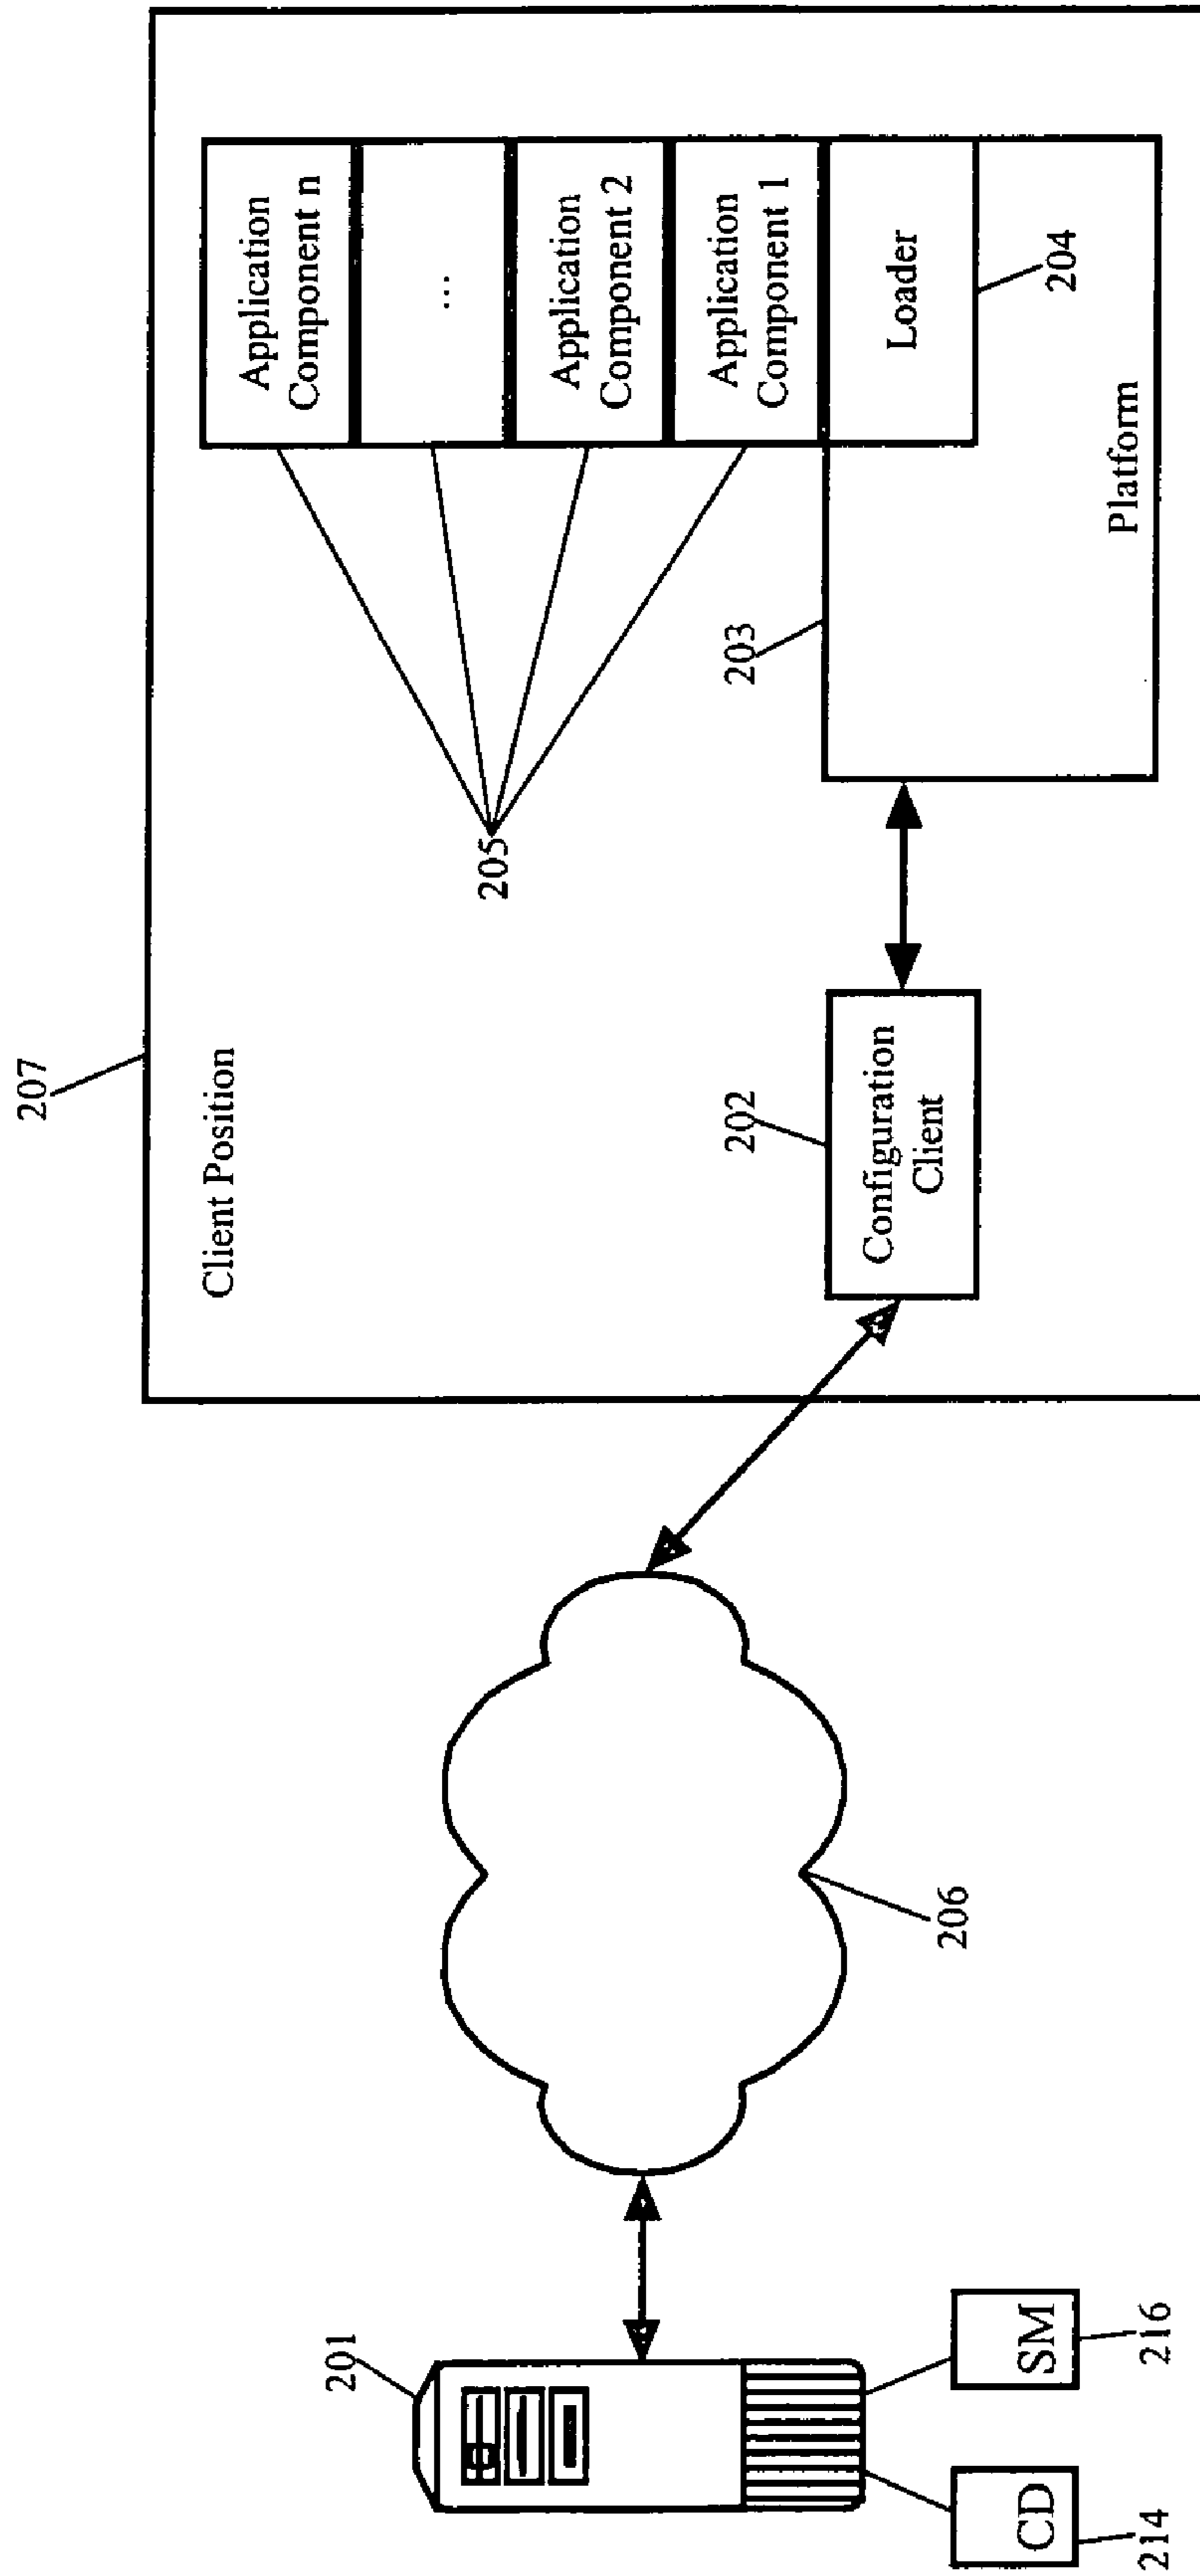 207
Client Position
Application
Component n
...
Application
Component 2
Application
Component 1
Loader
204
Platform
203
205
202
Configuration
Client
206
201
SM
216
CD
214